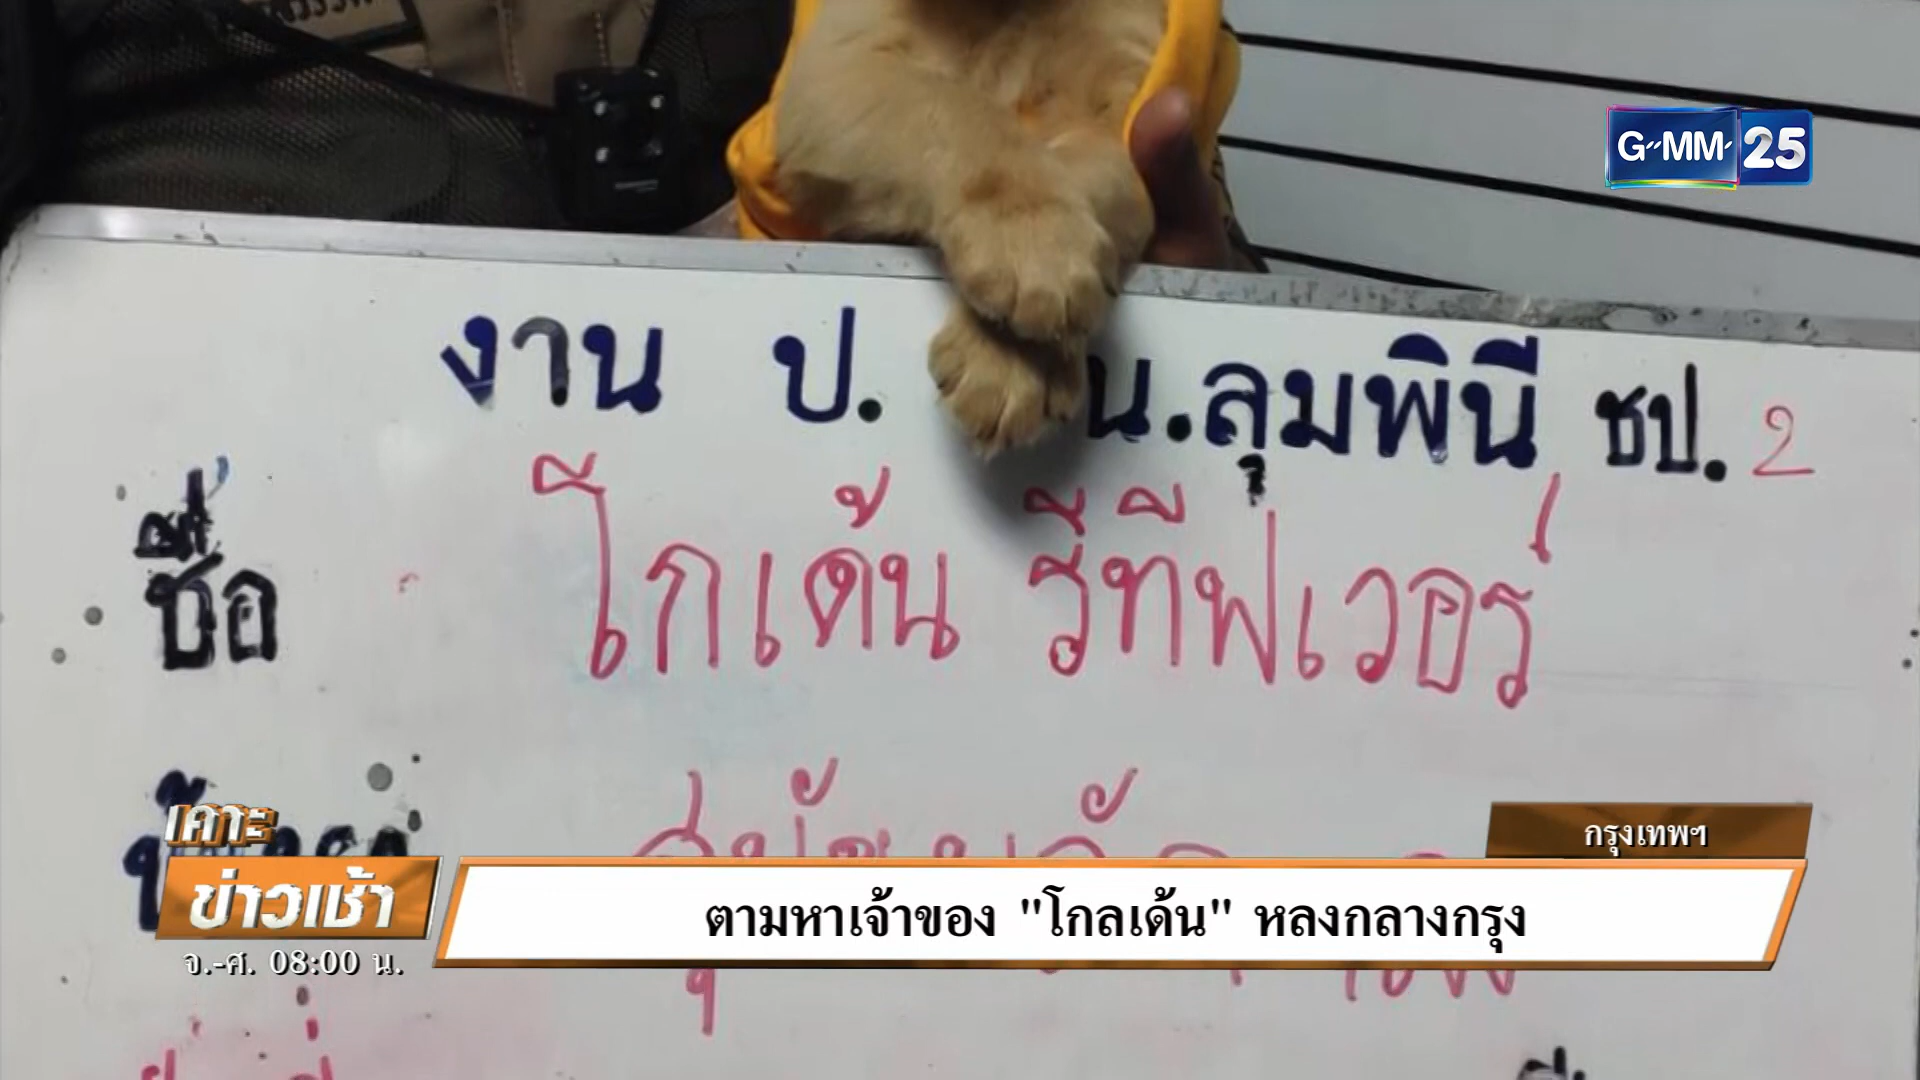 G-MM 25
งาน ป. น.ลุมพินี ชป. 2
ชื่อ โกเด้น รีทีฟเวอร์
เคาะ
ข่าวเช้า
จ.-ศ. 08:00 น.
กรุงเทพฯ
ตามหาเจ้าของ "โกลเด้น" หลงกลางกรุง